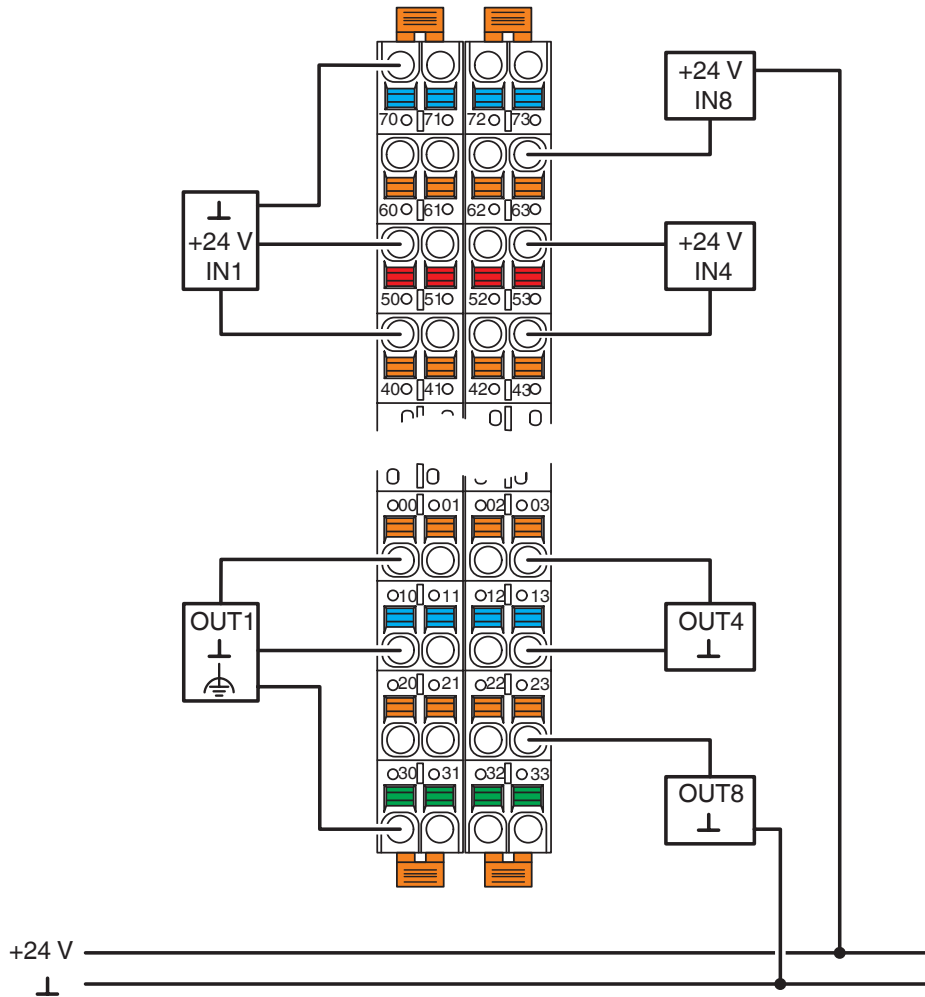 70 71 72 73
+24 V
IN8
60 61 62 63
+24 V
IN1
+24 V
IN4
50 51 52 53
40 41 42 43
00 01 02 03
10 11 12 13
OUT1
OUT4
20 21 22 23
30 31 32 33
OUT8
+24 V